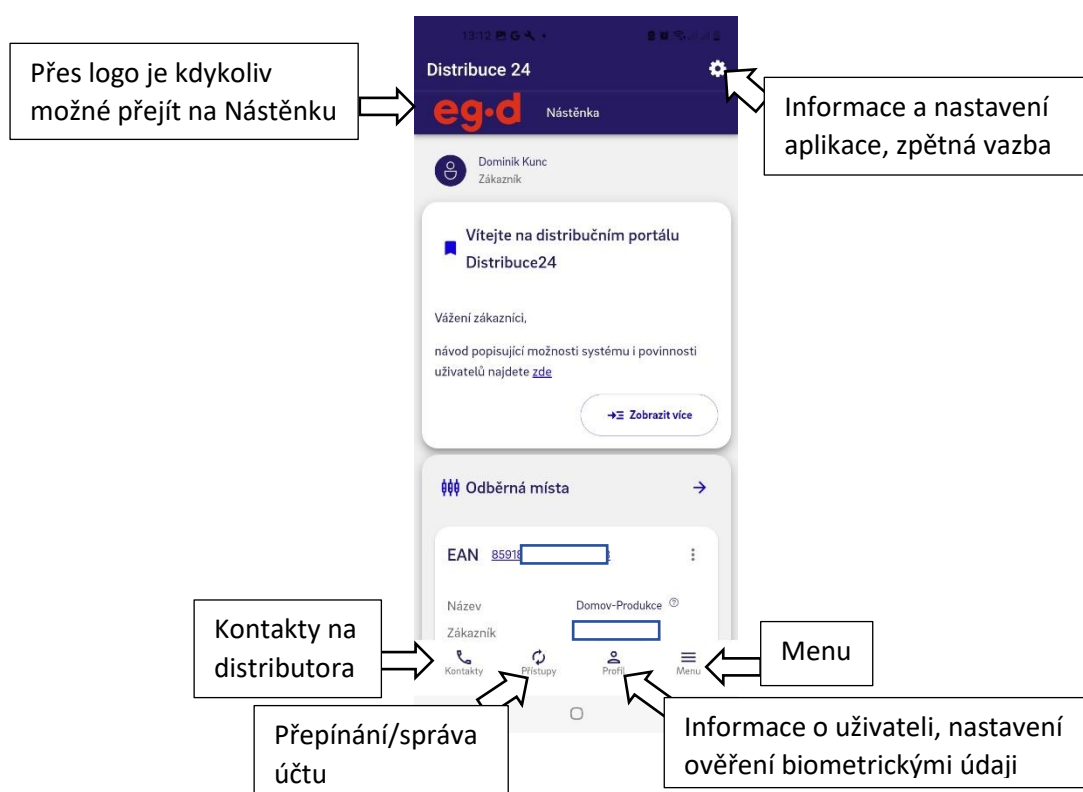 13:12
Přes logo je kdykoliv
možné přejít na Nástěnku
Distribuce 24
Informace a nastavení
aplikace, zpětná vazba
eg·d
Nástěnka
Dominik Kunc
Zákazník
Vítejte na distribučním portálu
Distribuce24
Vážení zákazníci,
návod popisující možnosti systému i povinnosti
uživatelů najdete zde
Zobrazit více
Odběrná místa
EAN 85918
Název Domov-Produkce
Zákazník
Kontakty Přístupy Profil Menu
Kontakty na
distributora
Menu
Přepínání/správa
účtu
Informace o uživateli, nastavení
ověření biometrickými údaji